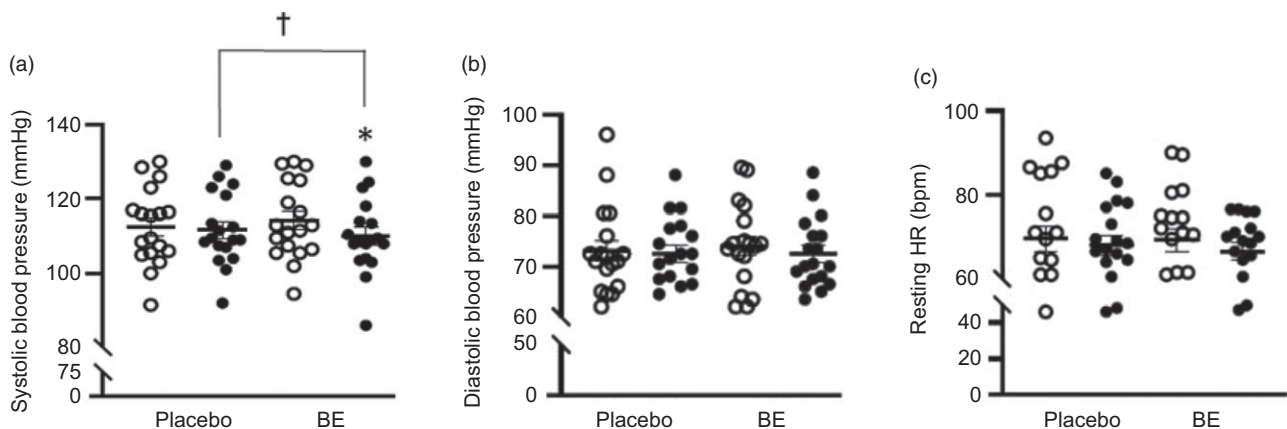 †
(a)
Systolic blood pressure (mmHg)
140
120
100
80
75
0
*
Placebo
BE
(b)
Diastolic blood pressure (mmHg)
100
90
80
70
60
50
0
Placebo
BE
(c)
Resting HR (bpm)
100
80
60
40
20
0
Placebo
BE